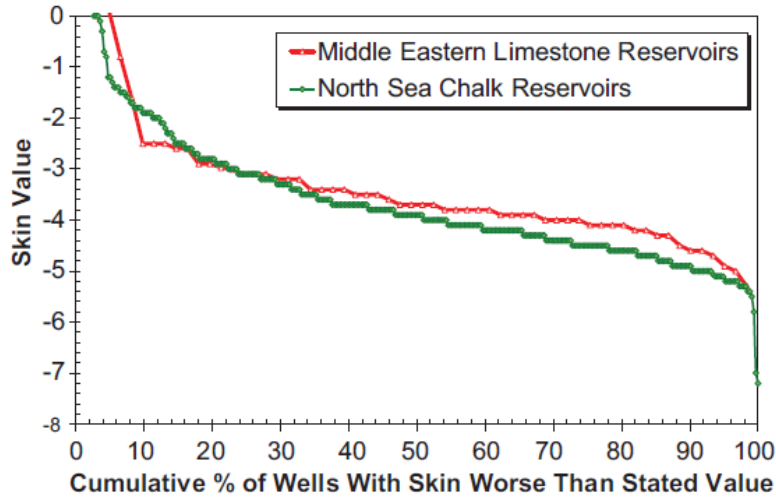 0
-1
-2
-3
-4
-5
-6
-7
-8
Skin Value
Middle Eastern Limestone Reservoirs
North Sea Chalk Reservoirs
0 10 20 30 40 50 60 70 80 90 100
Cumulative % of Wells With Skin Worse Than Stated Value